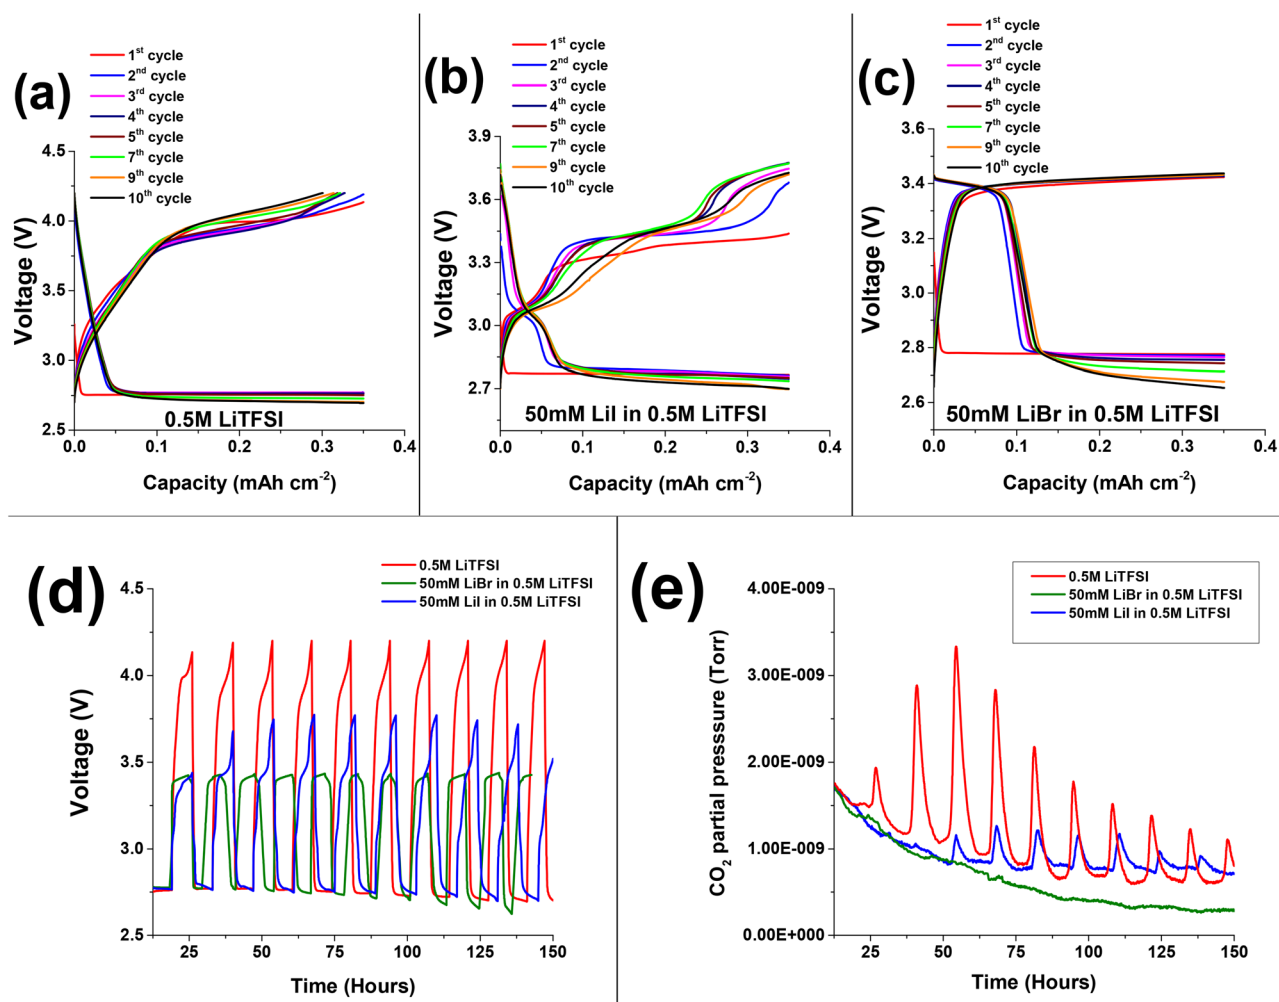 (a)
1st cycle
2nd cycle
3rd cycle
4th cycle
5th cycle
7th cycle
9th cycle
10th cycle
4.5
4.0
3.5
3.0
2.5
Voltage (V)
0.5M LiTFSI
0.0
0.1
0.2
0.3
0.4
Capacity (mAh cm-2)
(b)
1st cycle
2nd cycle
3rd cycle
4th cycle
5th cycle
7th cycle
9th cycle
10th cycle
3.9
3.6
3.3
3.0
2.7
Voltage (V)
50mM LiI in 0.5M LiTFSI
0.0
0.1
0.2
0.3
0.4
Capacity (mAh cm-2)
(c)
1st cycle
2nd cycle
3rd cycle
4th cycle
5th cycle
7th cycle
9th cycle
10th cycle
3.6
3.4
3.2
3.0
2.8
2.6
Voltage (V)
50mM LiBr in 0.5M LiTFSI
0.0
0.1
0.2
0.3
0.4
Capacity (mAh cm-2)
(d)
0.5M LiTFSI
50mM LiBr in 0.5M LiTFSI
50mM LiI in 0.5M LiTFSI
4.5
4.0
3.5
3.0
2.5
Voltage (V)
25
50
75
100
125
150
Time (Hours)
(e)
0.5M LiTFSI
50mM LiBr in 0.5M LiTFSI
50mM LiI in 0.5M LiTFSI
4.00E-009
3.00E-009
2.00E-009
1.00E-009
0.00E+000
CO2 partial presssure (Torr)
25
50
75
100
125
150
Time (Hours)